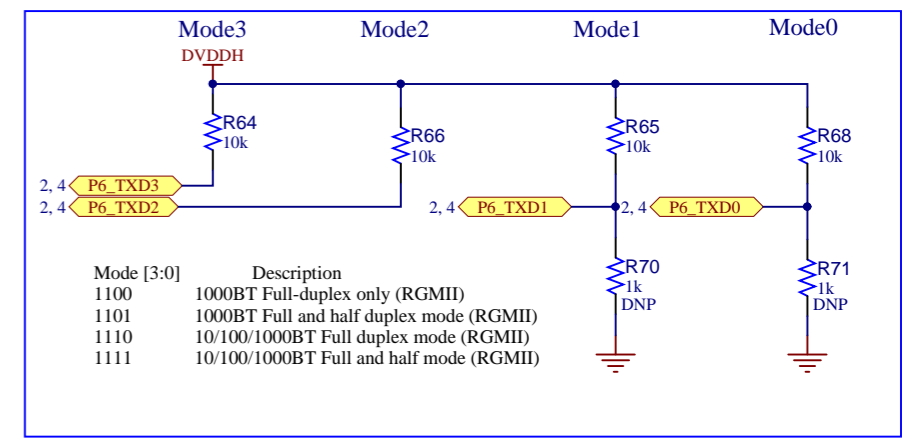 Mode3 Mode2 Mode1 Mode0
DVDDH
R64
10k
R66
10k
R65
10k
R68
10k
2, 4 P6_TXD3
2, 4 P6_TXD2
2, 4 P6_TXD1
2, 4 P6_TXD0
R70
1k
DNP
R71
1k
DNP
Mode [3:0] Description
1100 1000BT Full-duplex only (RGMII)
1101 1000BT Full and half duplex mode (RGMII)
1110 10/100/1000BT Full duplex mode (RGMII)
1111 10/100/1000BT Full and half mode (RGMII)